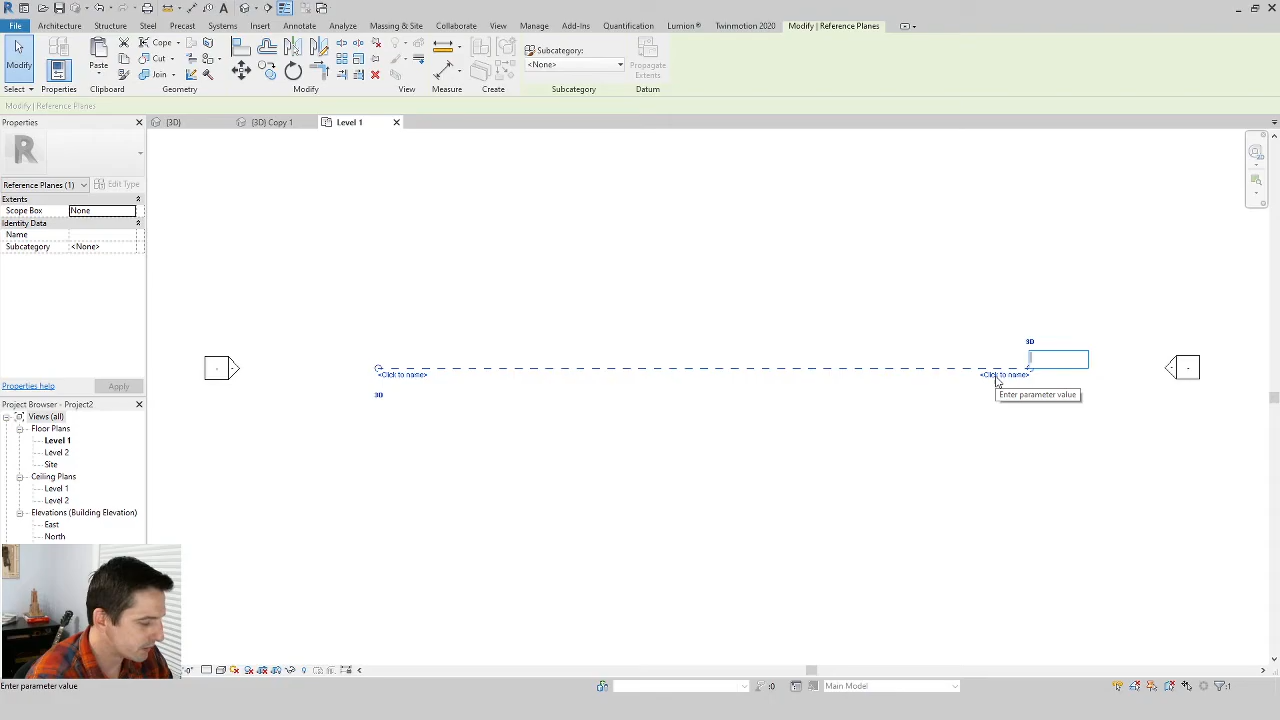 File Architecture Structure Steel Precast Systems Insert Annotate Analyze Massing & Site Collaborate View Manage Add-Ins Quantification Lumion® Twinmotion 2020 Modify | Reference Planes
Modify
Paste
Cope
Cut
Join
Subcategory:
<None>
Propagate
Extents
Select Properties Clipboard Geometry Modify View Measure Create Subcategory Datum
Modify | Reference Planes
Properties
{3D}
{3D} Copy 1
Level 1
R
Reference Planes (1)
Edit Type
Extents
Scope Box None
Identity Data
Name
Subcategory <None>
3D
<Click to name>
<Click to name>
Enter parameter value
3D
Properties help
Apply
Project Browser - Project2
Views (all)
Floor Plans
Level 1
Level 2
Site
Ceiling Plans
Level 1
Level 2
Elevations (Building Elevation)
East
North
Enter parameter value
:0
Main Model
:1